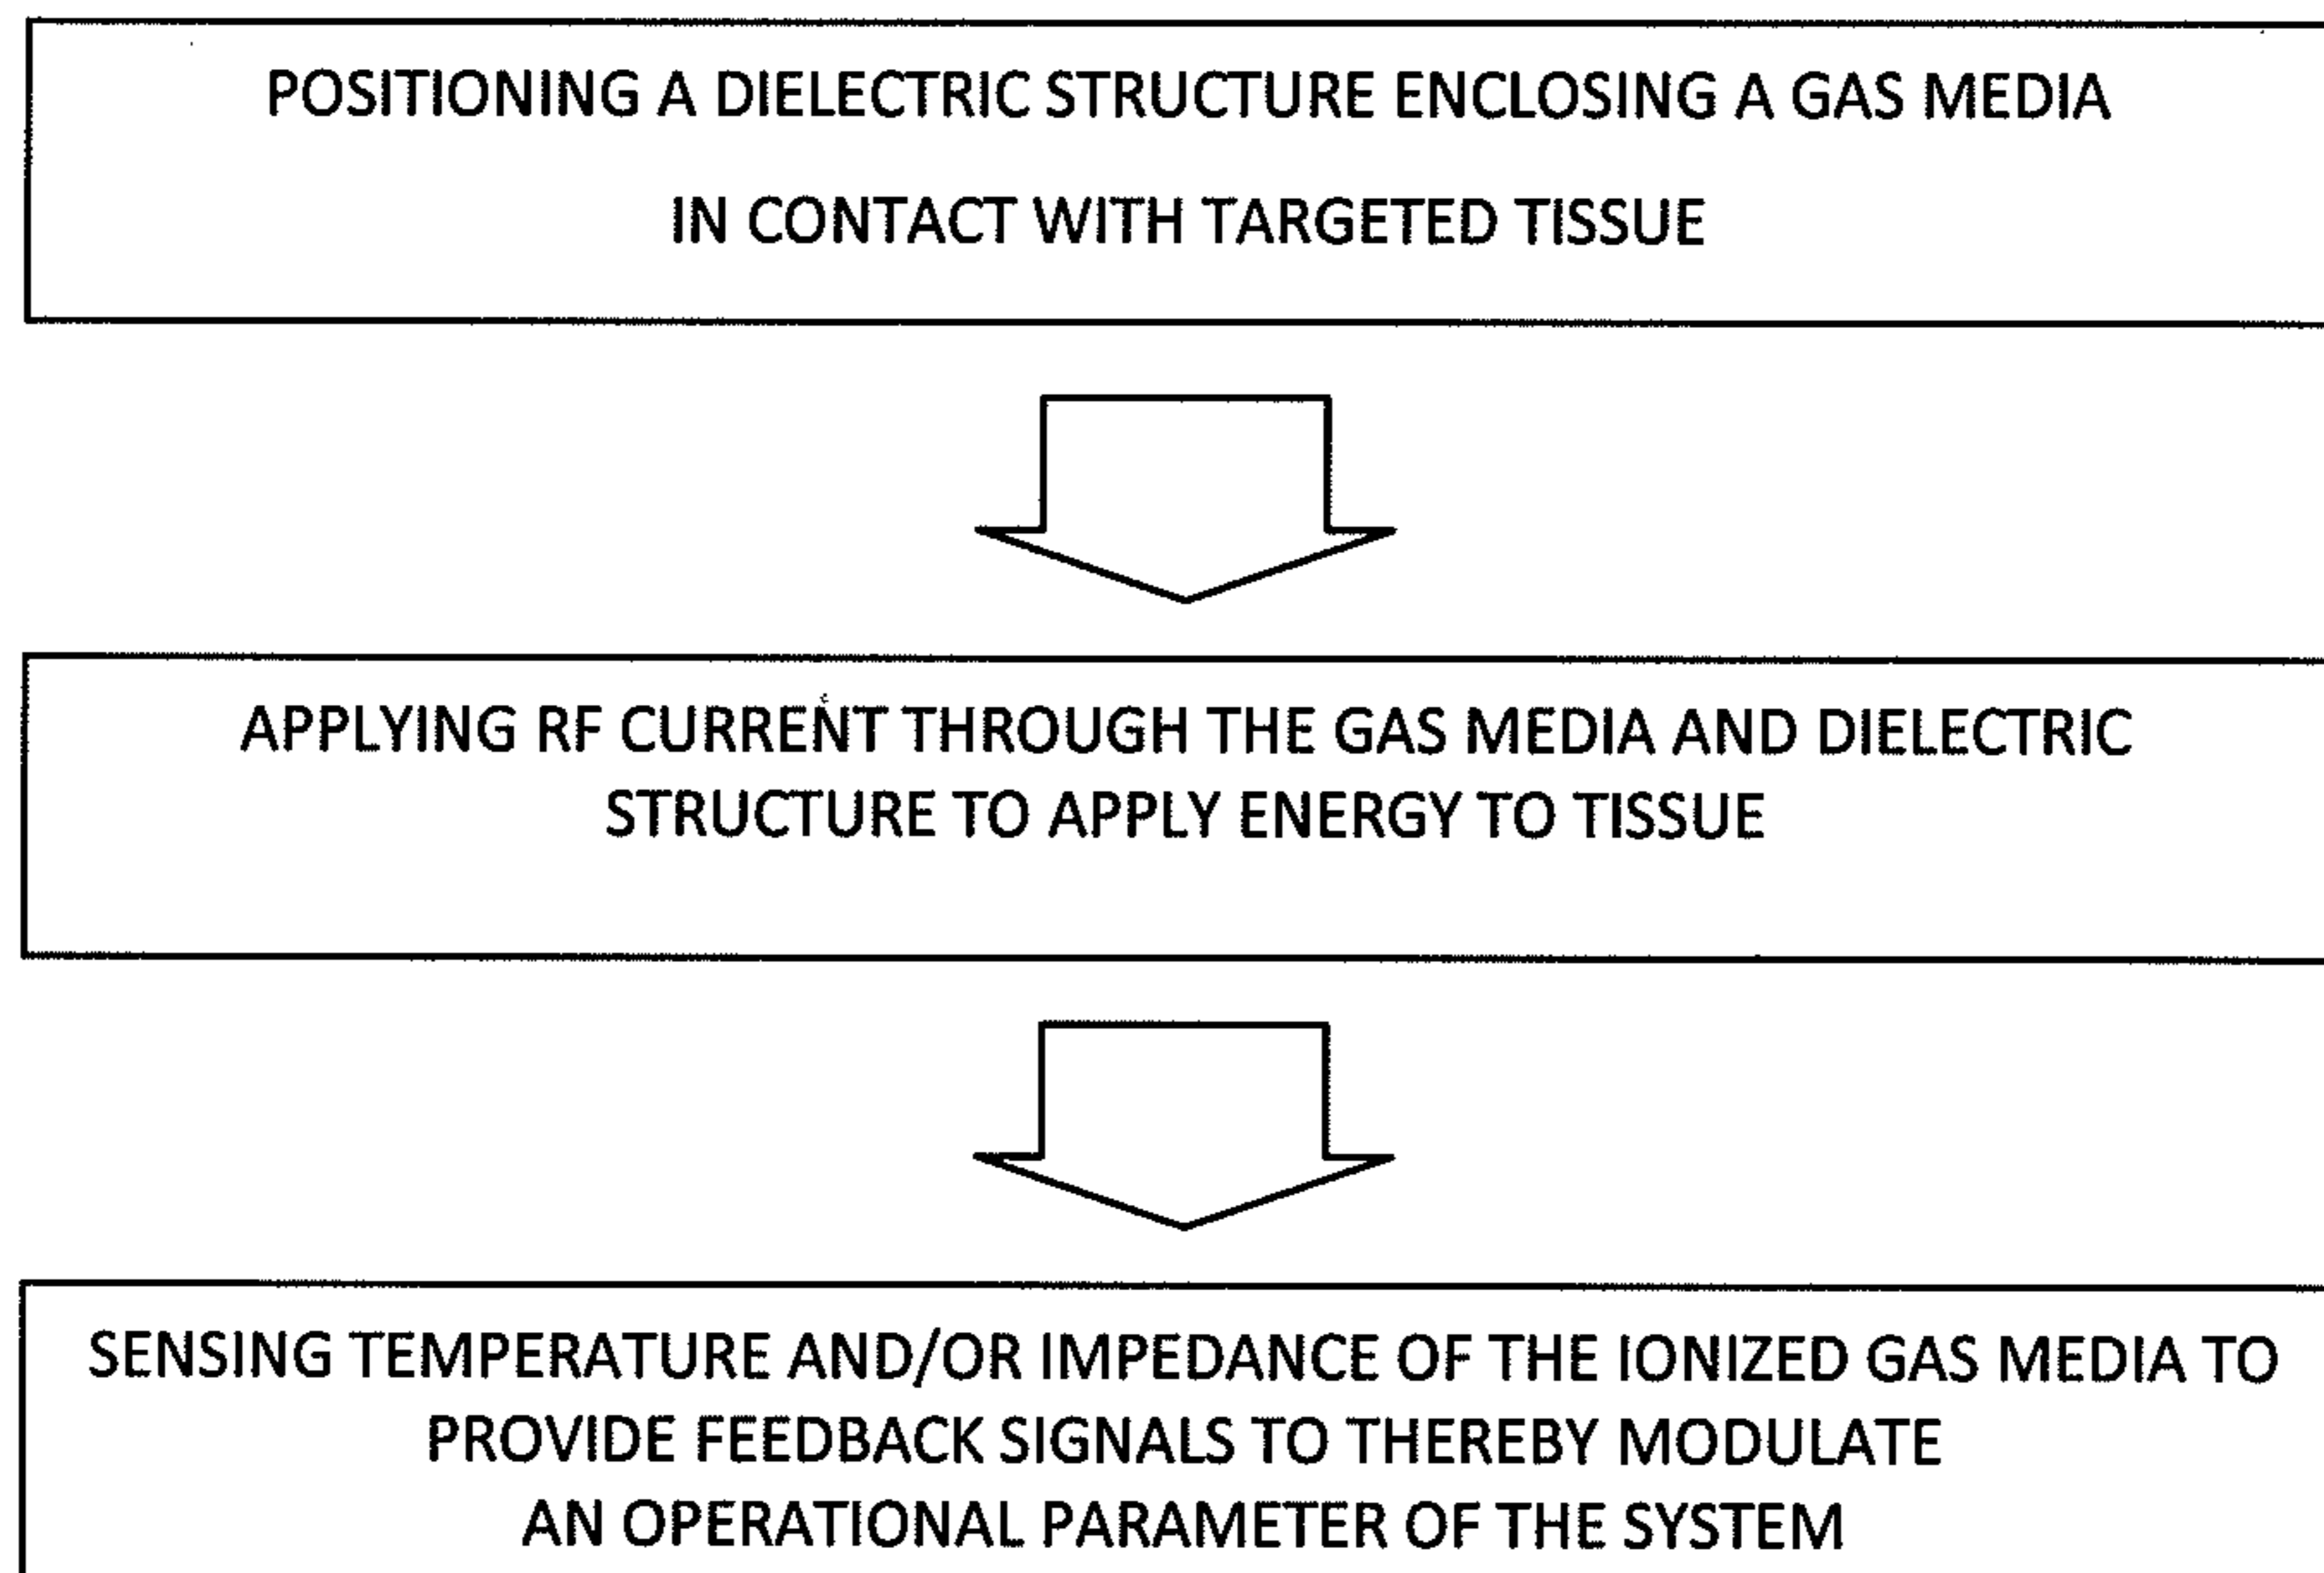 POSITIONING A DIELECTRIC STRUCTURE ENCLOSING A GAS MEDIA
IN CONTACT WITH TARGETED TISSUE
APPLYING RF CURRENT THROUGH THE GAS MEDIA AND DIELECTRIC
STRUCTURE TO APPLY ENERGY TO TISSUE
SENSING TEMPERATURE AND/OR IMPEDANCE OF THE IONIZED GAS MEDIA TO
PROVIDE FEEDBACK SIGNALS TO THEREBY MODULATE
AN OPERATIONAL PARAMETER OF THE SYSTEM